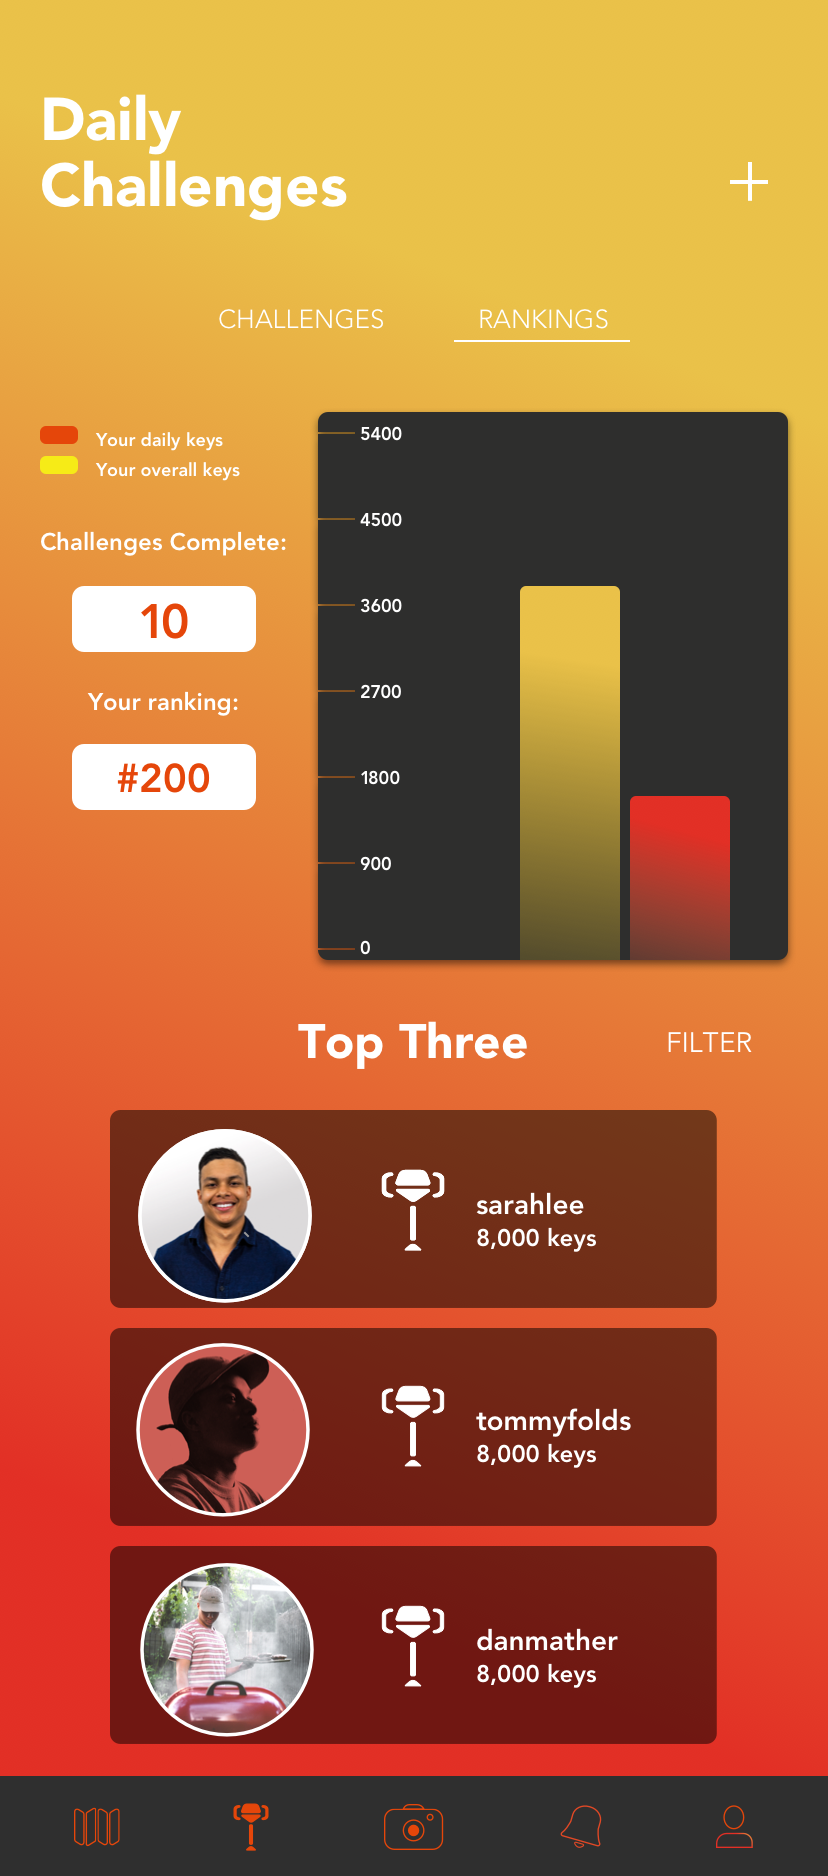 Daily
Challenges
CHALLENGES
RANKINGS
Your daily keys
Your overall keys
Challenges Complete:
10
Your ranking:
#200
5400
4500
3600
2700
1800
900
0
Top Three
FILTER
sarahlee
8,000 keys
tommyfolds
8,000 keys
danmather
8,000 keys